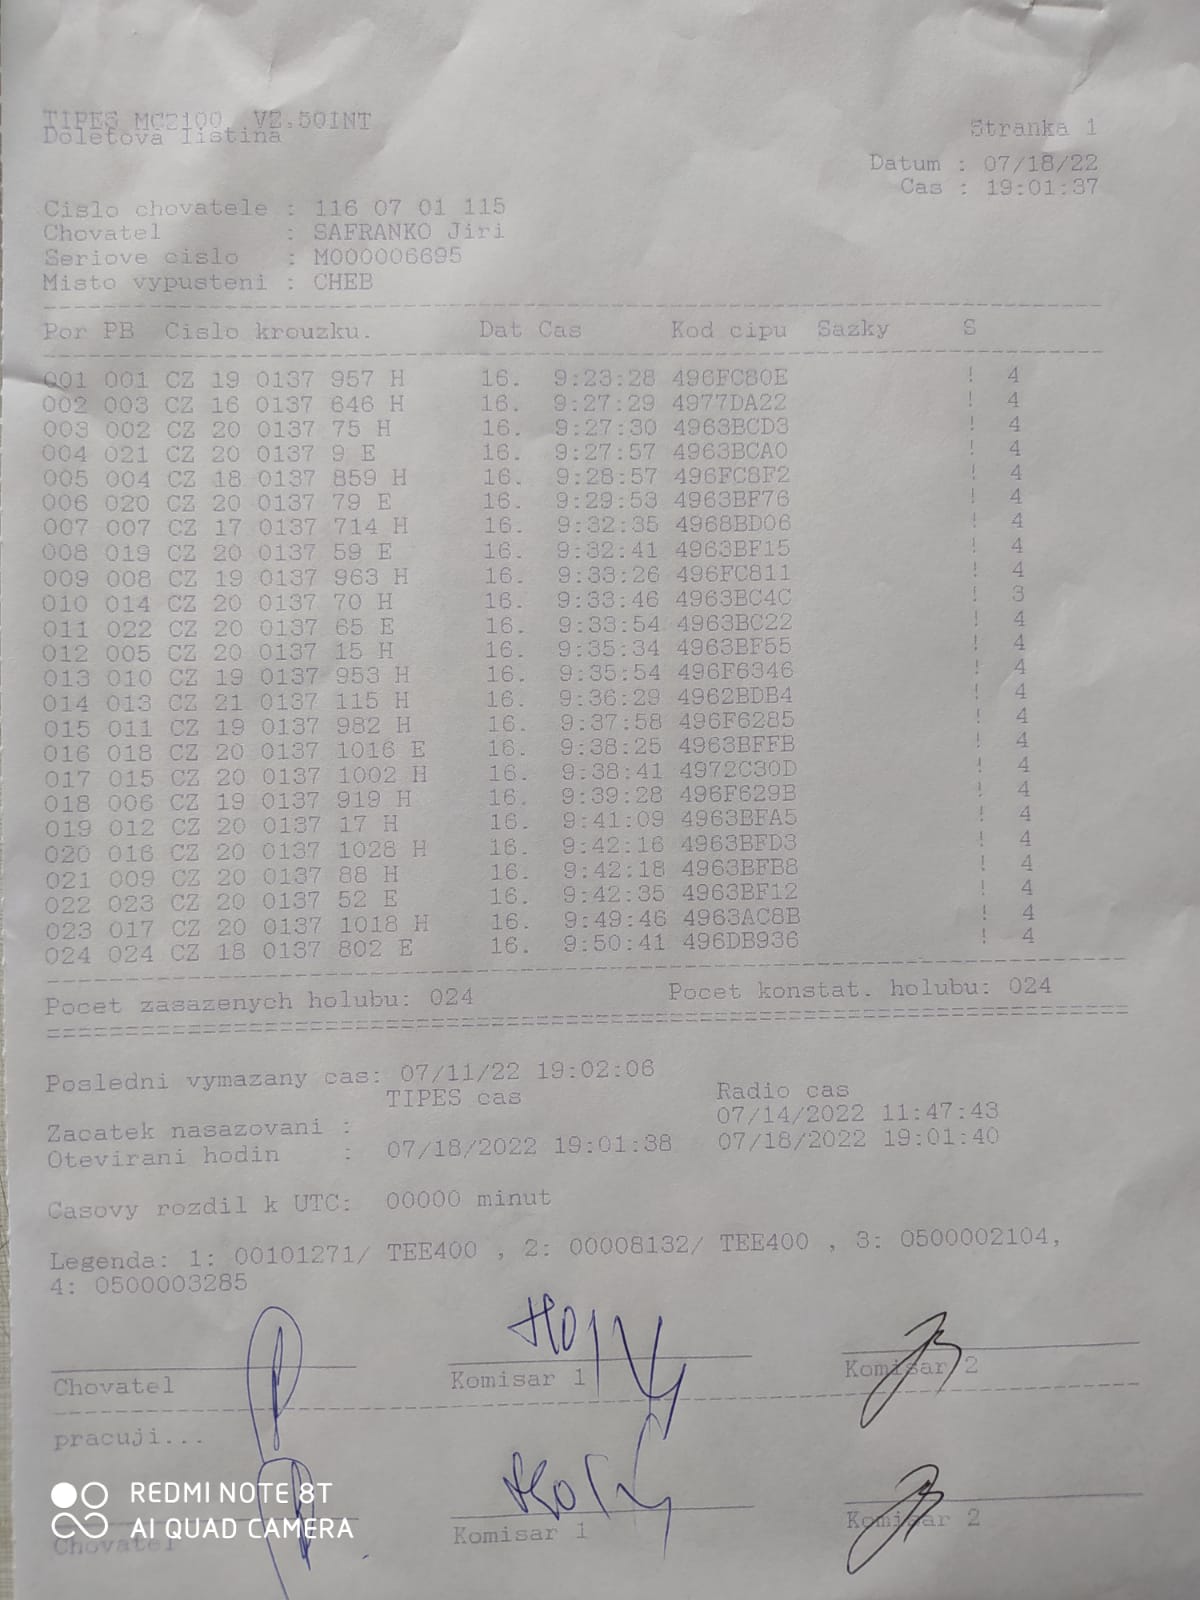 TIPES MC2100 V2.50INT
Doletova listina
Stranka 1
Datum : 07/18/22
Cas : 19:01:37
Cislo chovatele : 116 07 01 115
Chovatel : SAFRANKO Jiri
Seriove cislo : M000006695
Misto vypusteni : CHEB
Por PB Cislo krouzku. Dat Cas Kod cipu Sazky S
001 001 CZ 19 0137 957 H 16. 9:23:28 496FC80E ! 4
002 003 CZ 16 0137 646 H 16. 9:27:29 4977DA22 ! 4
003 002 CZ 20 0137 75 H 16. 9:27:30 4963BCD3 ! 4
004 021 CZ 20 0137 9 E 16. 9:27:57 4963BCA0 ! 4
005 004 CZ 18 0137 859 H 16. 9:28:57 496FC8F2 ! 4
006 020 CZ 20 0137 79 E 16. 9:29:53 4963BF76 ! 4
007 007 CZ 17 0137 714 H 16. 9:32:35 4968BD06 ! 4
008 019 CZ 20 0137 59 E 16. 9:32:41 4963BF15 ! 4
009 008 CZ 19 0137 963 H 16. 9:33:26 496FC811 ! 4
010 014 CZ 20 0137 70 H 16. 9:33:46 4963BC4C ! 3
011 022 CZ 20 0137 65 E 16. 9:33:54 4963BC22 ! 4
012 005 CZ 20 0137 15 H 16. 9:35:34 4963BF55 ! 4
013 010 CZ 19 0137 953 H 16. 9:35:54 496F6346 ! 4
014 013 CZ 21 0137 115 H 16. 9:36:29 4962BDB4 ! 4
015 011 CZ 19 0137 982 H 16. 9:37:58 496F6285 ! 4
016 018 CZ 20 0137 1016 E 16. 9:38:25 4963BFFB ! 4
017 015 CZ 20 0137 1002 H 16. 9:38:41 4972C30D ! 4
018 006 CZ 19 0137 919 H 16. 9:39:28 496F629B ! 4
019 012 CZ 20 0137 17 H 16. 9:41:09 4963BFA5 ! 4
020 016 CZ 20 0137 1028 H 16. 9:42:16 4963BFD3 ! 4
021 009 CZ 20 0137 88 H 16. 9:42:18 4963BFB8 ! 4
022 023 CZ 20 0137 52 E 16. 9:42:35 4963BF12 ! 4
023 017 CZ 20 0137 1018 H 16. 9:49:46 4963AC8B ! 4
024 024 CZ 18 0137 802 E 16. 9:50:41 496DB936 ! 4
Pocet zasazenych holubu: 024 Pocet konstat. holubu: 024
Posledni vymazany cas: 07/11/22 19:02:06
TIPES cas Radio cas
Zacatek nasazovani : 07/14/2022 11:47:43
Otevirani hodin : 07/18/2022 19:01:38 07/18/2022 19:01:40
Casovy rozdil k UTC: 00000 minut
Legenda: 1: 00101271/ TEE400 , 2: 00008132/ TEE400 , 3: 0500002104,
4: 0500003285
Chovatel Komisar 1 Komisar 2
pracuji...
REDMI NOTE 8T
AI QUAD CAMERA
Chovatel Komisar 1 Komisar 2